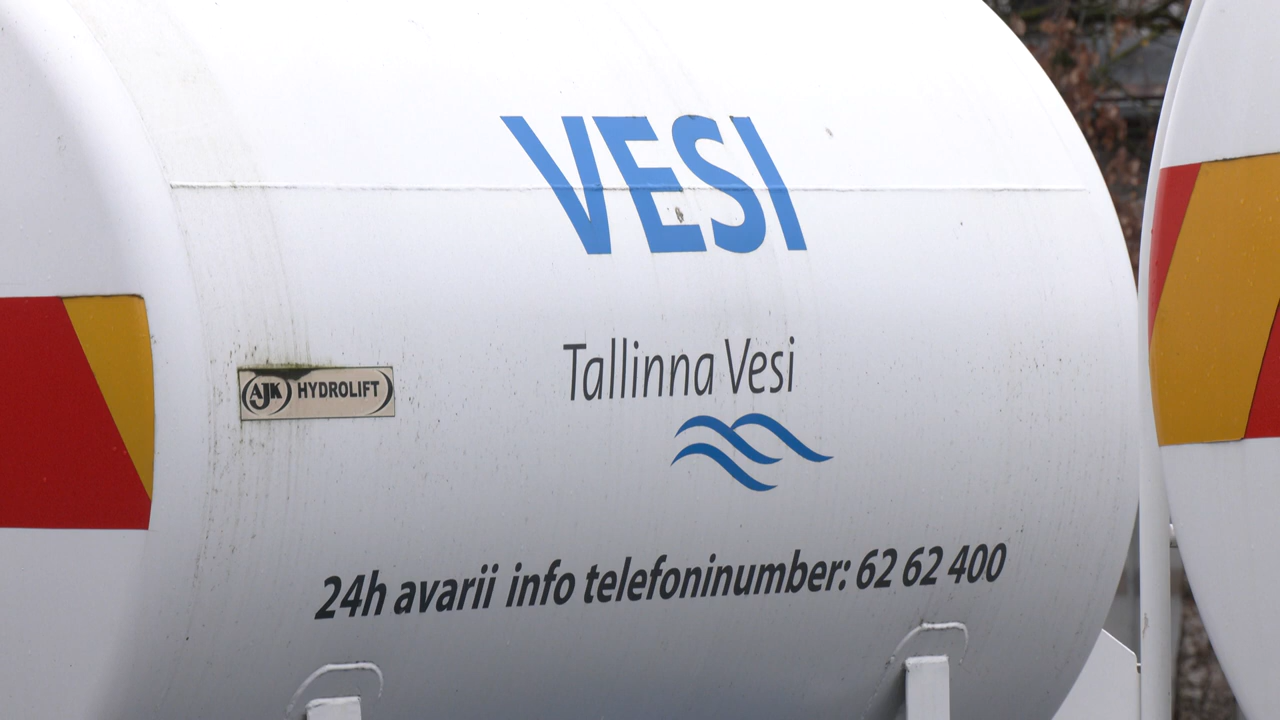 VESI
Tallinna Vesi
AJK HYDROLIFT
24h avarii info telefoninumber: 62 62 400